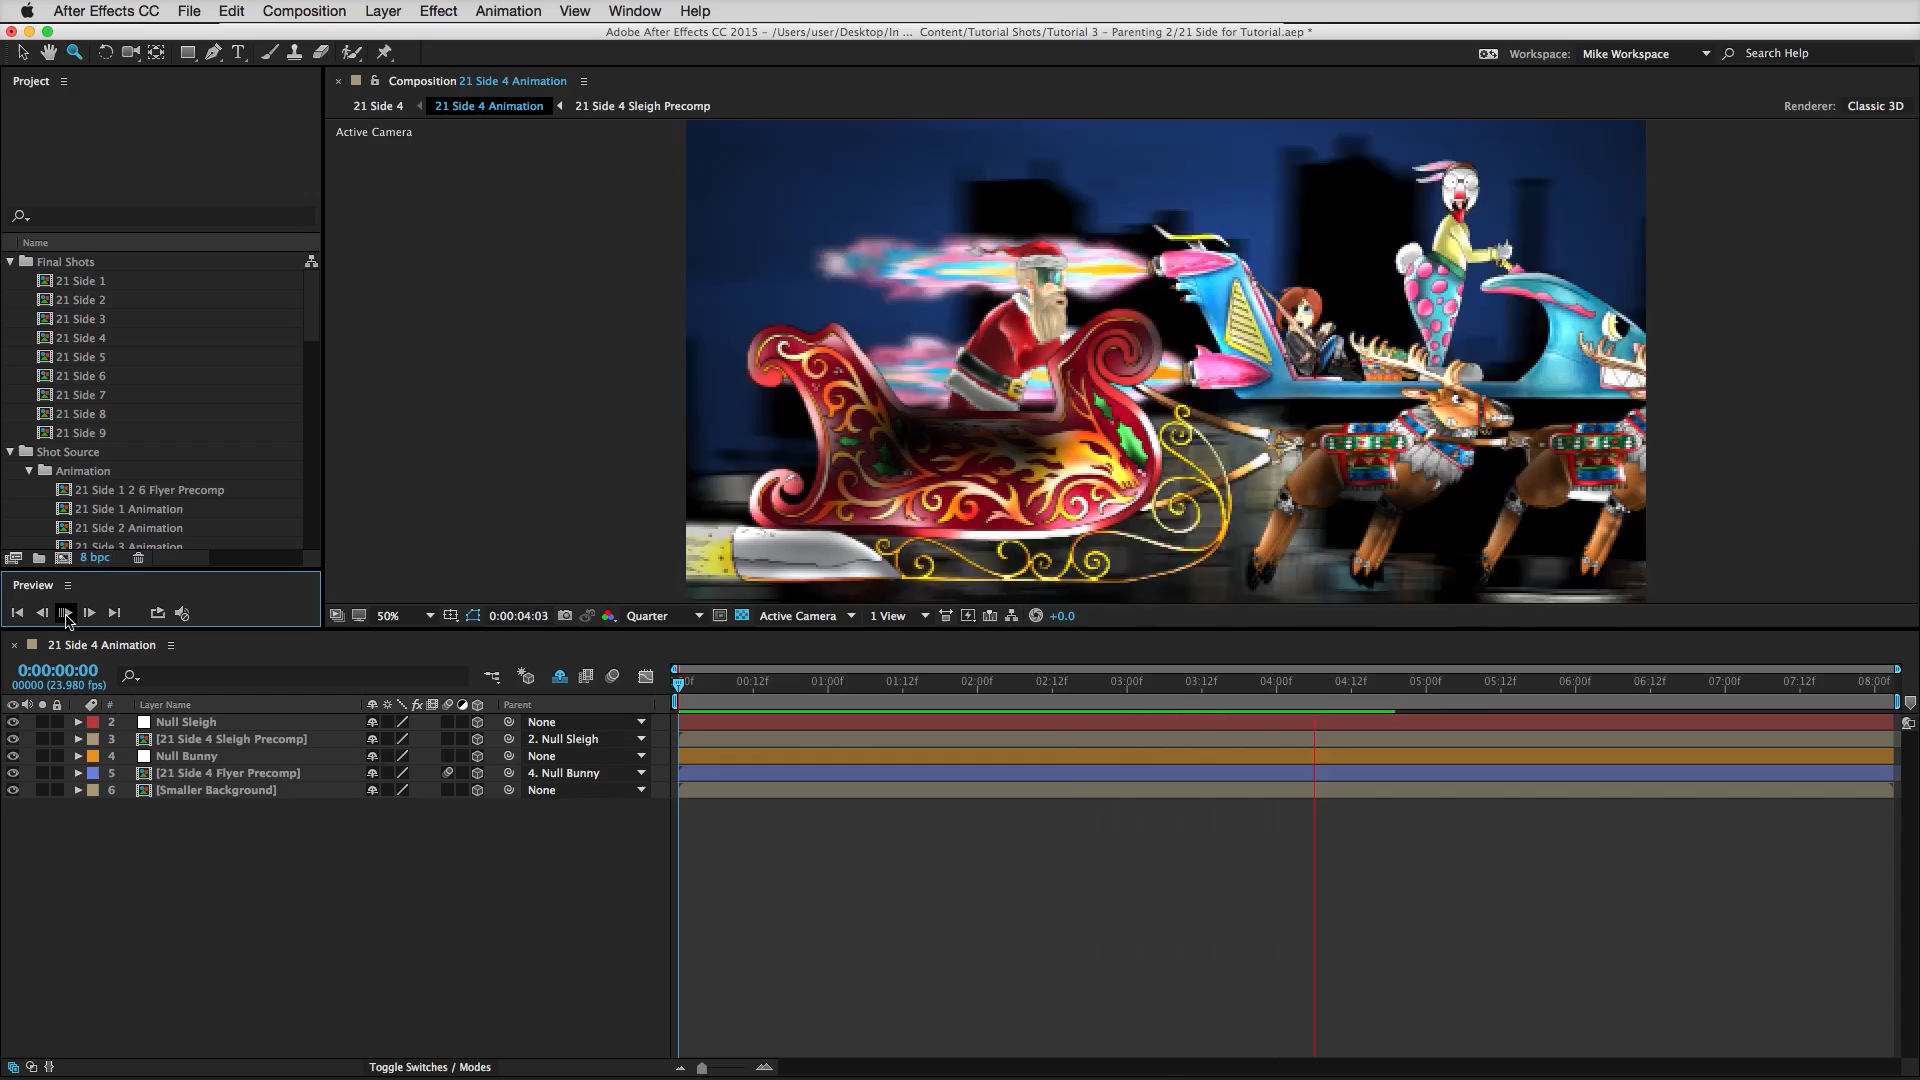 After Effects CC File Edit Composition Layer Effect Animation View Window Help
Adobe After Effects CC 2015 – /Users/user/Desktop/In ... Content/Tutorial Shots/Tutorial 3 – Parenting 2/21 Side for Tutorial.aep *
T Workspace: Mike Workspace Search Help
Project
Composition 21 Side 4 Animation
21 Side 4 21 Side 4 Animation 21 Side 4 Sleigh Precomp Renderer: Classic 3D
Active Camera
Name
Final Shots
21 Side 1
21 Side 2
21 Side 3
21 Side 4
21 Side 5
21 Side 6
21 Side 7
21 Side 8
21 Side 9
Shot Source
Animation
21 Side 1 2 6 Flyer Precomp
21 Side 1 Animation
21 Side 2 Animation
21 Side 3 Animation
8 bpc
Preview
50% 0:00:04:03 Quarter Active Camera 1 View +0.0
21 Side 4 Animation
0:00:00:00
00000 (23.980 fps)
00:12f 01:00f 01:12f 02:00f 02:12f 03:00f 03:12f 04:00f 04:12f 05:00f 05:12f 06:00f 06:12f 07:00f 07:12f 08:00f
# Layer Name fx Parent
2 Null Sleigh None
3 [21 Side 4 Sleigh Precomp] 2. Null Sleigh
4 Null Bunny None
5 [21 Side 4 Flyer Precomp] 4. Null Bunny
6 [Smaller Background] None
Toggle Switches / Modes